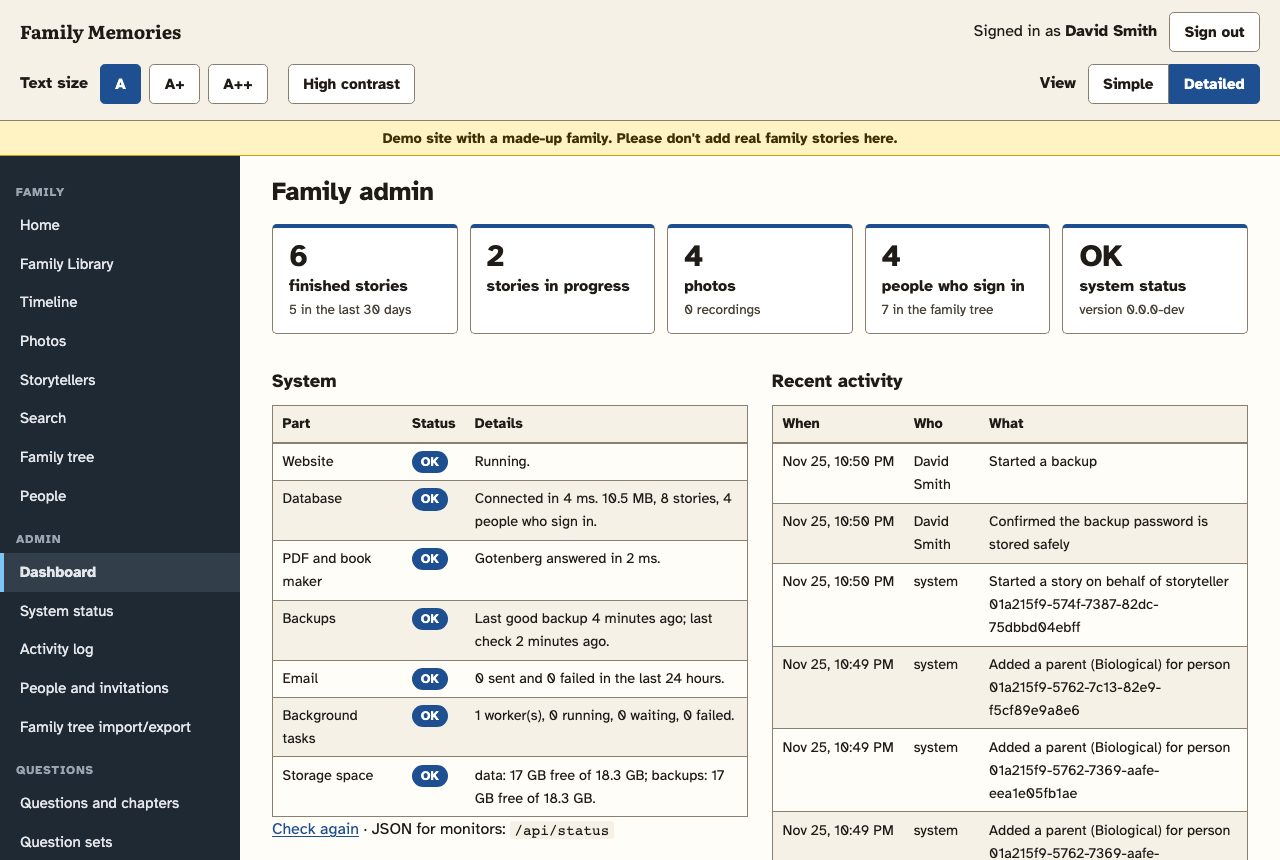 Family Memories
Signed in as David Smith
Sign out
Text size
A
A+
A++
High contrast
View
Simple
Detailed
Demo site with a made-up family. Please don't add real family stories here.
FAMILY
Home
Family Library
Timeline
Photos
Storytellers
Search
Family tree
People
ADMIN
Dashboard
System status
Activity log
People and invitations
Family tree import/export
QUESTIONS
Questions and chapters
Question sets
Family admin
6
finished stories
5 in the last 30 days
2
stories in progress
4
photos
0 recordings
4
people who sign in
7 in the family tree
OK
system status
version 0.0.0-dev
System
Part Status Details
Website OK Running.
Database OK Connected in 4 ms. 10.5 MB, 8 stories, 4
people who sign in.
PDF and book
maker
OK Gotenberg answered in 2 ms.
Backups OK Last good backup 4 minutes ago; last
check 2 minutes ago.
Email OK 0 sent and 0 failed in the last 24 hours.
Background
tasks
OK 1 worker(s), 0 running, 0 waiting, 0 failed.
Storage space OK data: 17 GB free of 18.3 GB; backups: 17
GB free of 18.3 GB.
Check again · JSON for monitors: /api/status
Recent activity
When Who What
Nov 25, 10:50 PM David
Smith
Started a backup
Nov 25, 10:50 PM David
Smith
Confirmed the backup password is
stored safely
Nov 25, 10:50 PM system Started a story on behalf of storyteller
01a215f9-574f-7387-82dc-
75dbbd04ebff
Nov 25, 10:49 PM system Added a parent (Biological) for person
01a215f9-5762-7c13-82e9-
f5cf89e9a8e6
Nov 25, 10:49 PM system Added a parent (Biological) for person
01a215f9-5762-7369-aafe-
eea1e05fb1ae
Nov 25, 10:49 PM system Added a parent (Biological) for person
01a215f9-5762-7369-aafe-